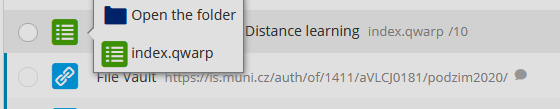 Open the folder
Distance learning index.qwarp /10
index.qwarp
File Vault https://is.muni.cz/auth/of/1411/aVLCJ0181/podzim2020/